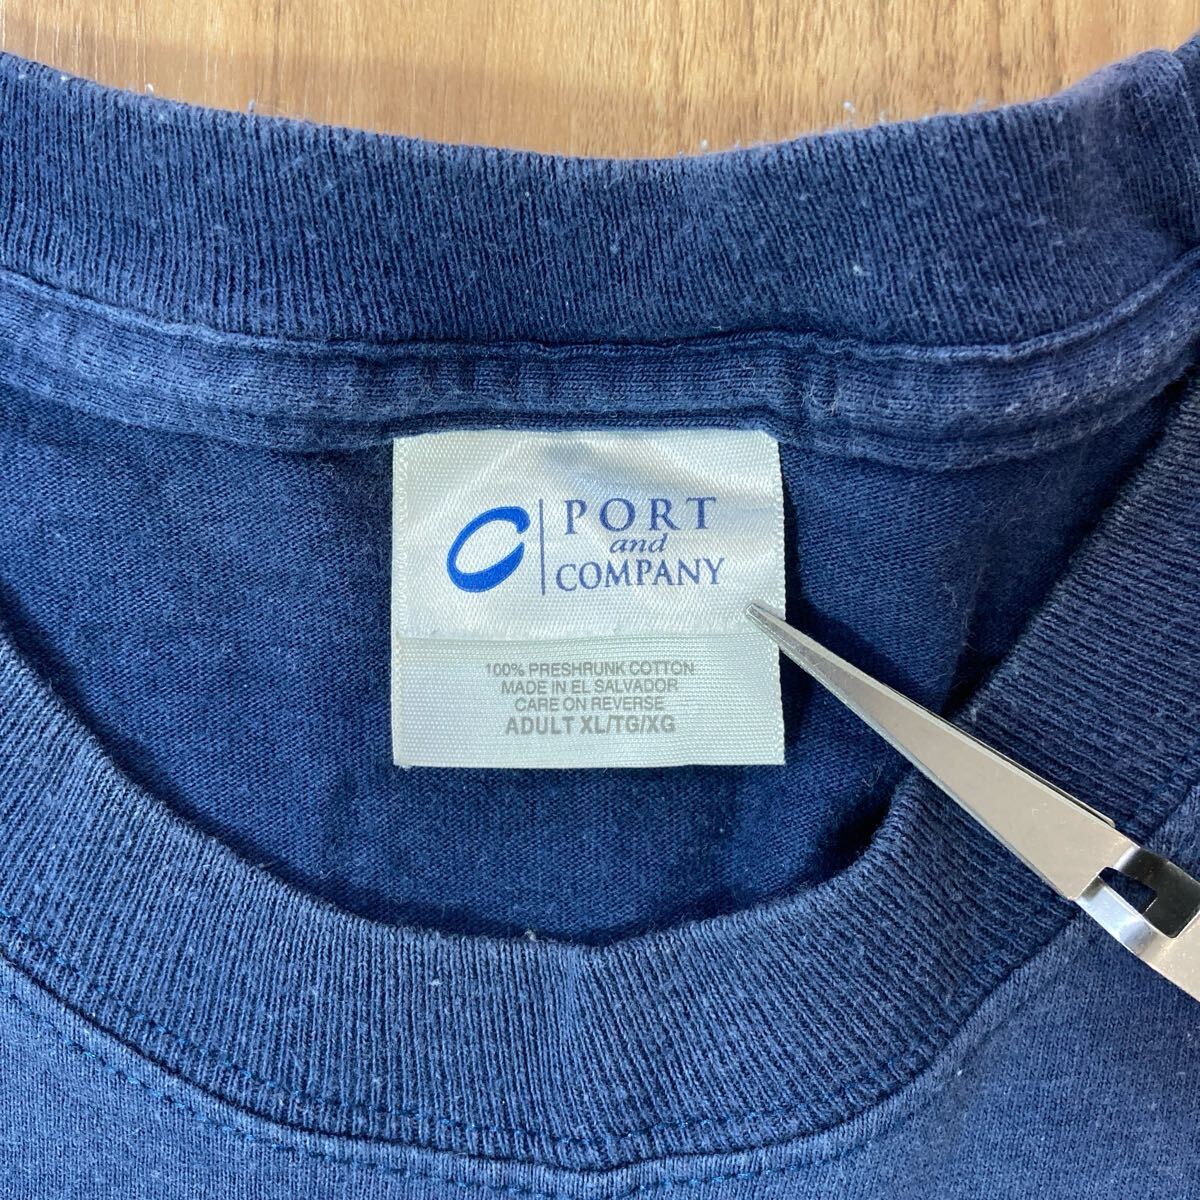 PORT
and
COMPANY
100% PRESHRUNK COTTON
MADE IN EL SALVADOR
CARE ON REVERSE
ADULT XL/TG/XG